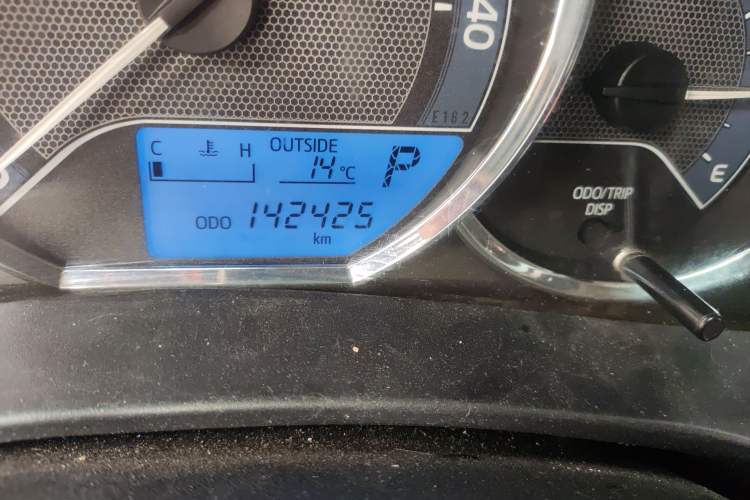 40
E182
C H OUTSIDE
14°C
P
ODO 142425
km
E
ODO/TRIP
DISP